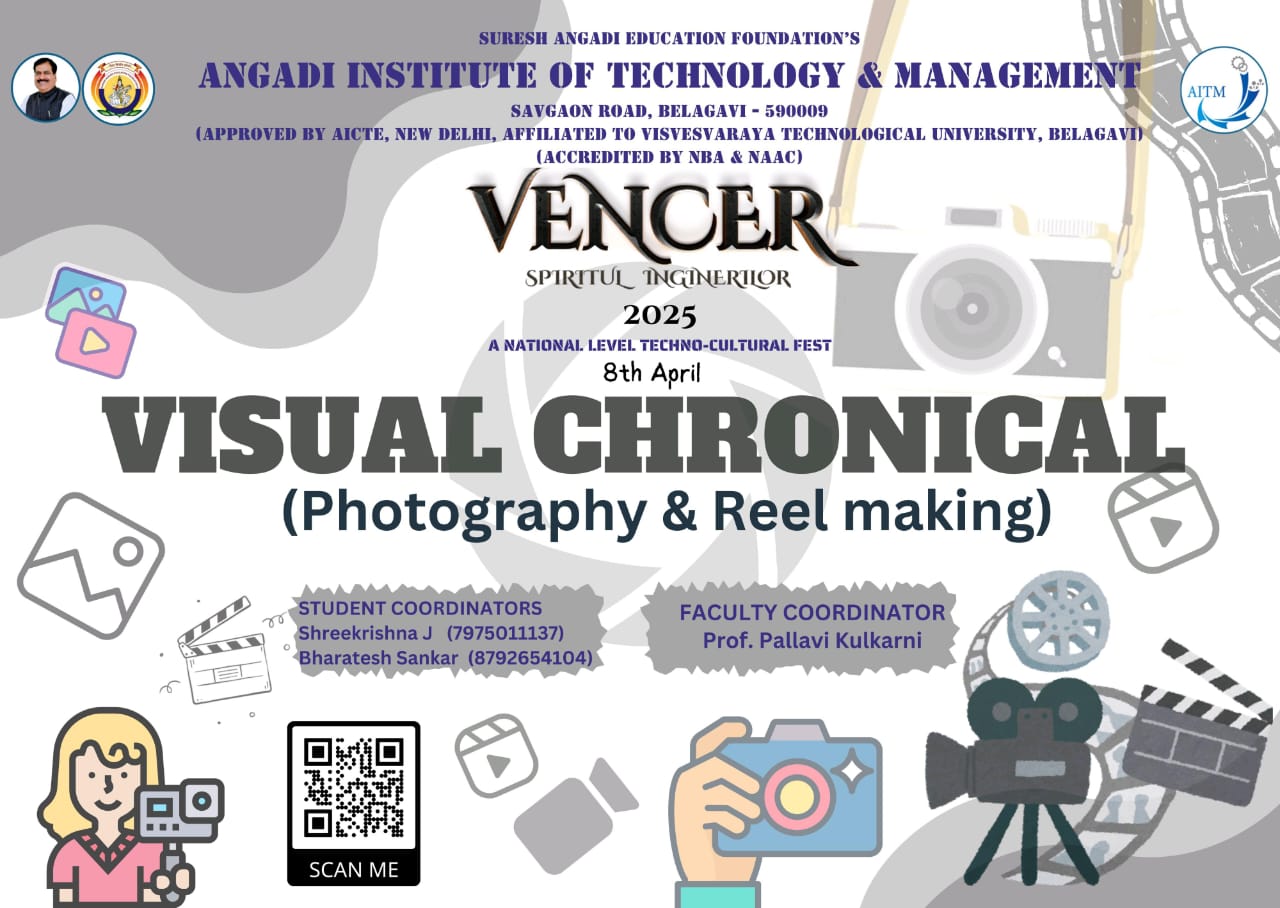 SURESH ANGADI EDUCATION FOUNDATION'S
ANGADI INSTITUTE OF TECHNOLOGY & MANAGEMENT
SAVGAON ROAD, BELAGAVI - 590009
(APPROVED BY AICTE, NEW DELHI, AFFILIATED TO VISVESVARAYA TECHNOLOGICAL UNIVERSITY, BELAGAVI)
(ACCREDITED BY NBA & NAAC)
AITM
VENCER
SPIRITUL INGINERILOR
2025
A NATIONAL LEVEL TECHNO-CULTURAL FEST
8th April
VISUAL CHRONICAL
(Photography & Reel making)
STUDENT COORDINATORS
Shreekrishna J (7975011137)
Bharatesh Sankar (8792654104)
FACULTY COORDINATOR
Prof. Pallavi Kulkarni
SCAN ME